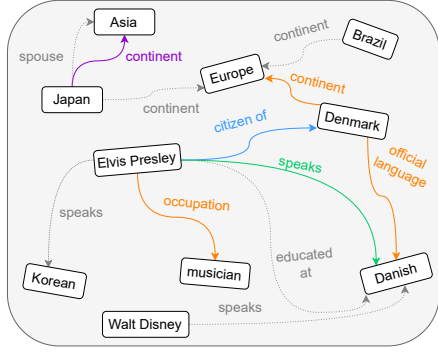 Asia
Brazil
spouse
continent
continent
Europe
Japan
continent
continent
Denmark
citizen of
official
language
Elvis Presley
speaks
speaks
occupation
educated
at
Korean
musician
Danish
speaks
Walt Disney